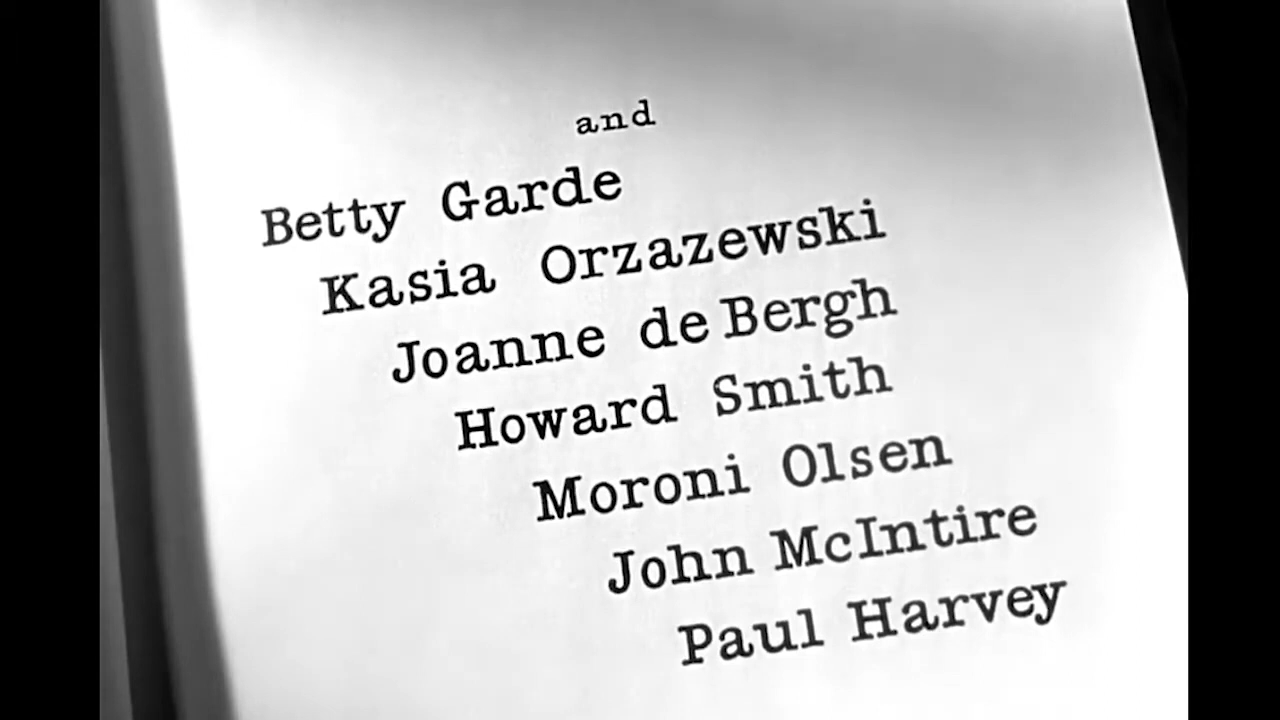 and
Betty Garde
Kasia Orzazewski
Joanne de Bergh
Howard Smith
Moroni Olsen
John McIntire
Paul Harvey